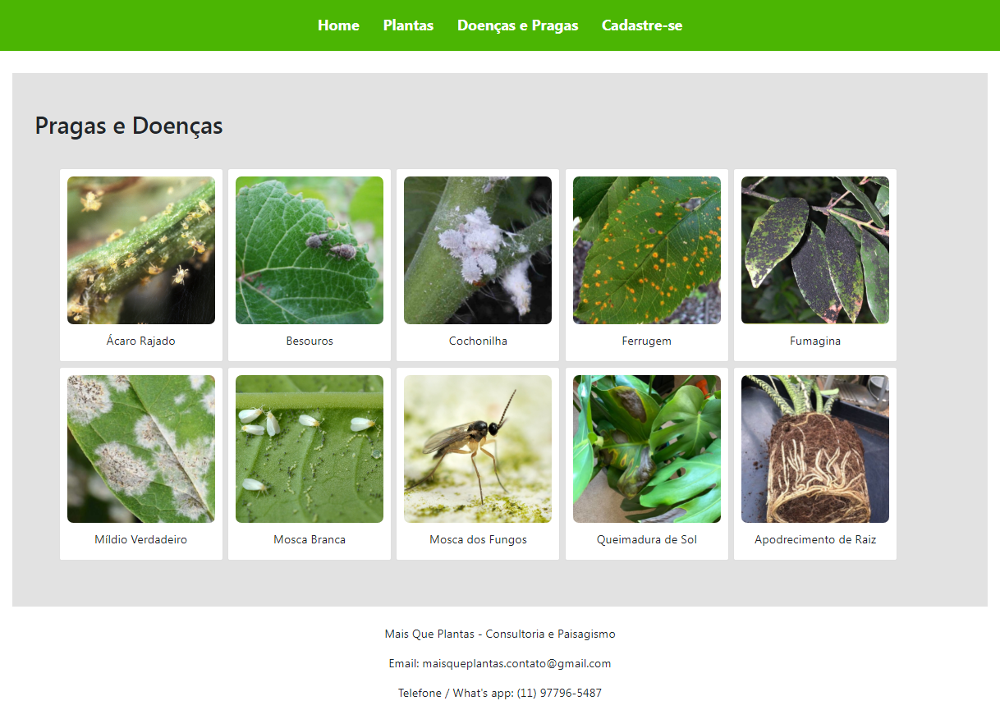 Home Plantas Doenças e Pragas Cadastre-se
Pragas e Doenças
Ácaro Rajado Besouros Cochonilha Ferrugem Fumagina
Míldio Verdadeiro Mosca Branca Mosca dos Fungos Queimadura de Sol Apodrecimento de Raiz
Mais Que Plantas - Consultoria e Paisagismo
Email: maisqueplantas.contato@gmail.com
Telefone / What's app: (11) 97796-5487